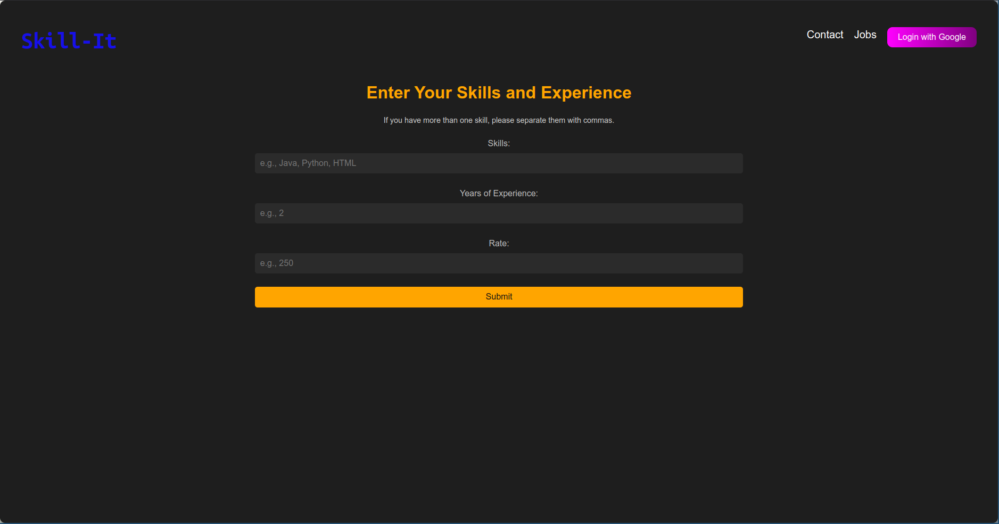 Skill-It
Contact Jobs Login with Google
Enter Your Skills and Experience
If you have more than one skill, please separate them with commas.
Skills:
e.g., Java, Python, HTML
Years of Experience:
e.g., 2
Rate:
e.g., 250
Submit